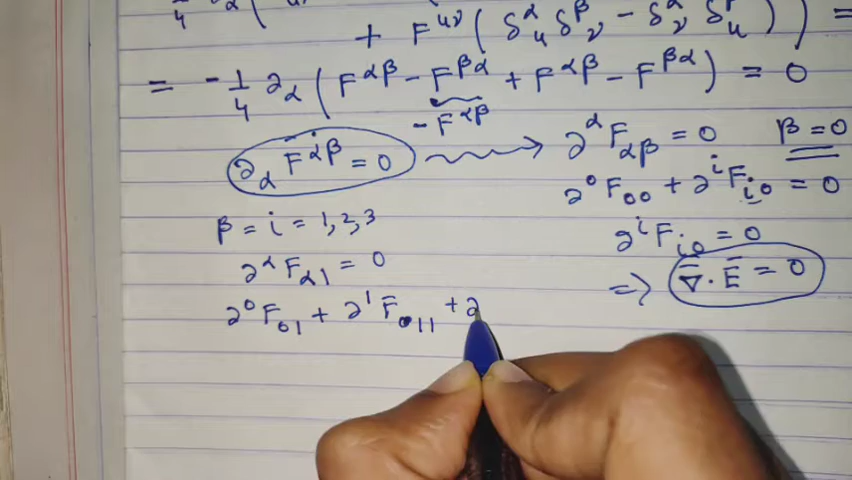 + F^{μν} ( δ^α_μ δ^β_ν − δ^α_ν δ^β_μ ) ) =
= − 1/4 ∂_α ( F^{αβ} − F^{βα} + F^{αβ} − F^{βα} ) = 0
− F^{αβ}
∂_α F^{αβ} = 0 ⟿ ∂^α F_{αβ} = 0 β = 0
∂^0 F_{00} + ∂^i F_{i0} = 0
β = i = 1,2,3
∂^i F_{i0} = 0
∂^α F_{α1} = 0
=> ∇̄ · Ē = 0
∂^0 F_{01} + ∂^1 F_{11} + ∂